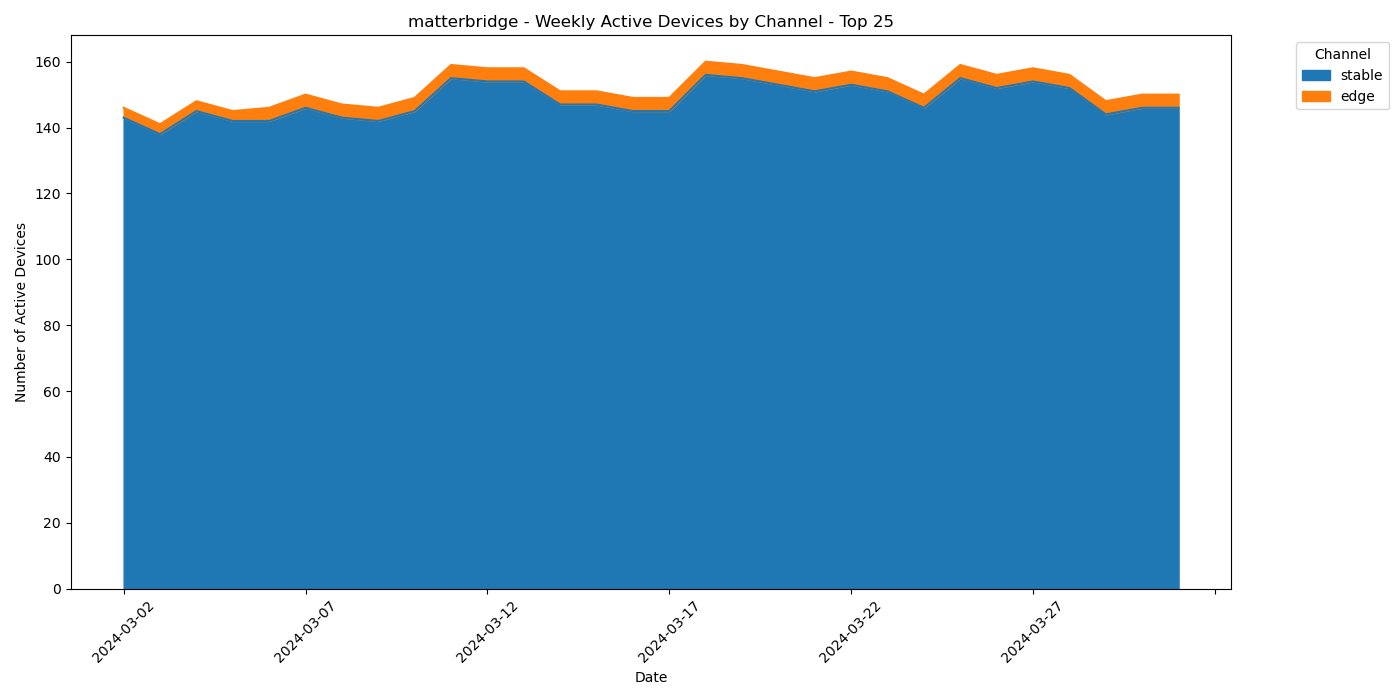 matterbridge - Weekly Active Devices by Channel - Top 25
Channel
stable
edge
Number of Active Devices
160
140
120
100
80
60
40
20
0
2024-03-02
2024-03-07
2024-03-12
2024-03-17
2024-03-22
2024-03-27
Date